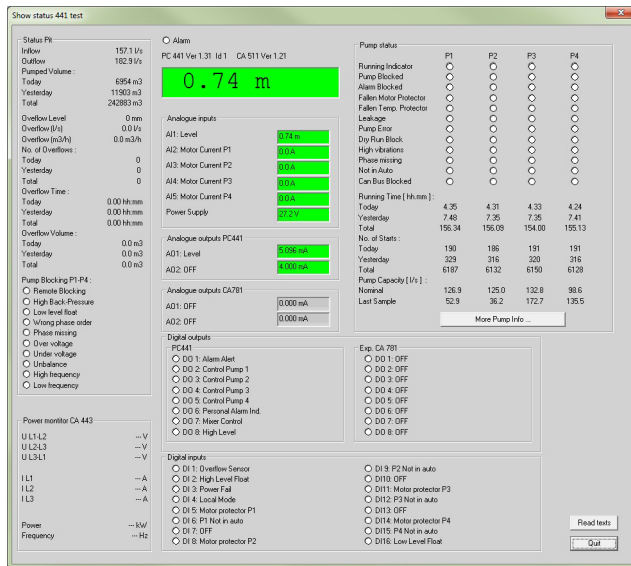 Show status 441 test
Status Pit
Inflow 157.1 l/s
Outflow 182.9 l/s
Pumped Volume :
Today 6954 m3
Yesterday 11903 m3
Total 242883 m3
Oveflow Level 0 mm
Overflow (l/s) 0.0 l/s
Overflow (m3/h) 0.0 m3/h
No. of Overflows :
Today 0
Yesterday 0
Total 0
Overflow Time :
Today 0.00 hh:mm
Yesterday 0.00 hh:mm
Total 0.00 hh:mm
Overflow Volume :
Today 0.0 m3
Yesterday 0.0 m3
Total 0.0 m3
Pump Blocking P1-P4 :
Remote Blocking
High Back-Pressure
Low level float
Wrong phase order
Phase missing
Over voltage
Under voltage
Unbalance
High frequency
Low frequency
Power montitor CA 443
U L1-L2 --- V
U L2-L3 --- V
U L3-L1 --- V
I L1 --- A
I L2 --- A
I L3 --- A
Power --- kW
Frequency --- Hz
Alarm
PC 441 Ver 1.31 Id 1 CA 511 Ver 1.21
0.74 m
Analogue inputs
AI1: Level 0.74 m
AI2: Motor Current P1 0.0 A
AI3: Motor Current P2 0.0 A
AI4: Motor Current P3 0.0 A
AI5: Motor Current P4 0.0 A
Power Supply 27.2 V
Analogue outputs PC441
AO1: Level 5.096 mA
AO2: OFF 4.000 mA
Analogue outputs CA781
AO1: OFF 0.000 mA
AO2: OFF 0.000 mA
Pump status
P1 P2 P3 P4
Running Indicator
Pump Blocked
Alarm Blocked
Fallen Motor Protector
Fallen Temp. Protector
Leakage
Pump Error
Dry Run Block
High vibrations
Phase missing
Not in Auto
Can Bus Blocked
Running Time [ hh.mm ] :
Today 4.35 4.31 4.33 4.24
Yesterday 7.48 7.35 7.35 7.41
Total 156.34 156.09 154.00 155.13
No. of Starts :
Today 190 186 191 191
Yesterday 329 316 320 316
Total 6187 6132 6150 6128
Pump Capacity [ l/s ] :
Nominal 126.9 125.0 132.8 98.6
Last Sample 52.9 36.2 172.7 135.5
More Pump Info ...
Digital outputs
PC441
DO 1: Alarm Alert
DO 2: Control Pump 1
DO 3: Control Pump 2
DO 4: Control Pump 3
DO 5: Control Pump 4
DO 6: Personal Alarm Ind.
DO 7: Mixer Control
DO 8: High Level
Exp. CA 781
DO 1: OFF
DO 2: OFF
DO 3: OFF
DO 4: OFF
DO 5: OFF
DO 6: OFF
DO 7: OFF
DO 8: OFF
Digital inputs
DI 1: Overflow Sensor
DI 2: High Level Float
DI 3: Power Fail
DI 4: Local Mode
DI 5: Motor protector P1
DI 6: P1 Not in auto
DI 7: OFF
DI 8: Motor protector P2
DI 9: P2 Not in auto
DI10: OFF
DI11: Motor protector P3
DI12: P3 Not in auto
DI13: OFF
DI14: Motor protector P4
DI15: P4 Not in auto
DI16: Low Level Float
Read texts
Quit